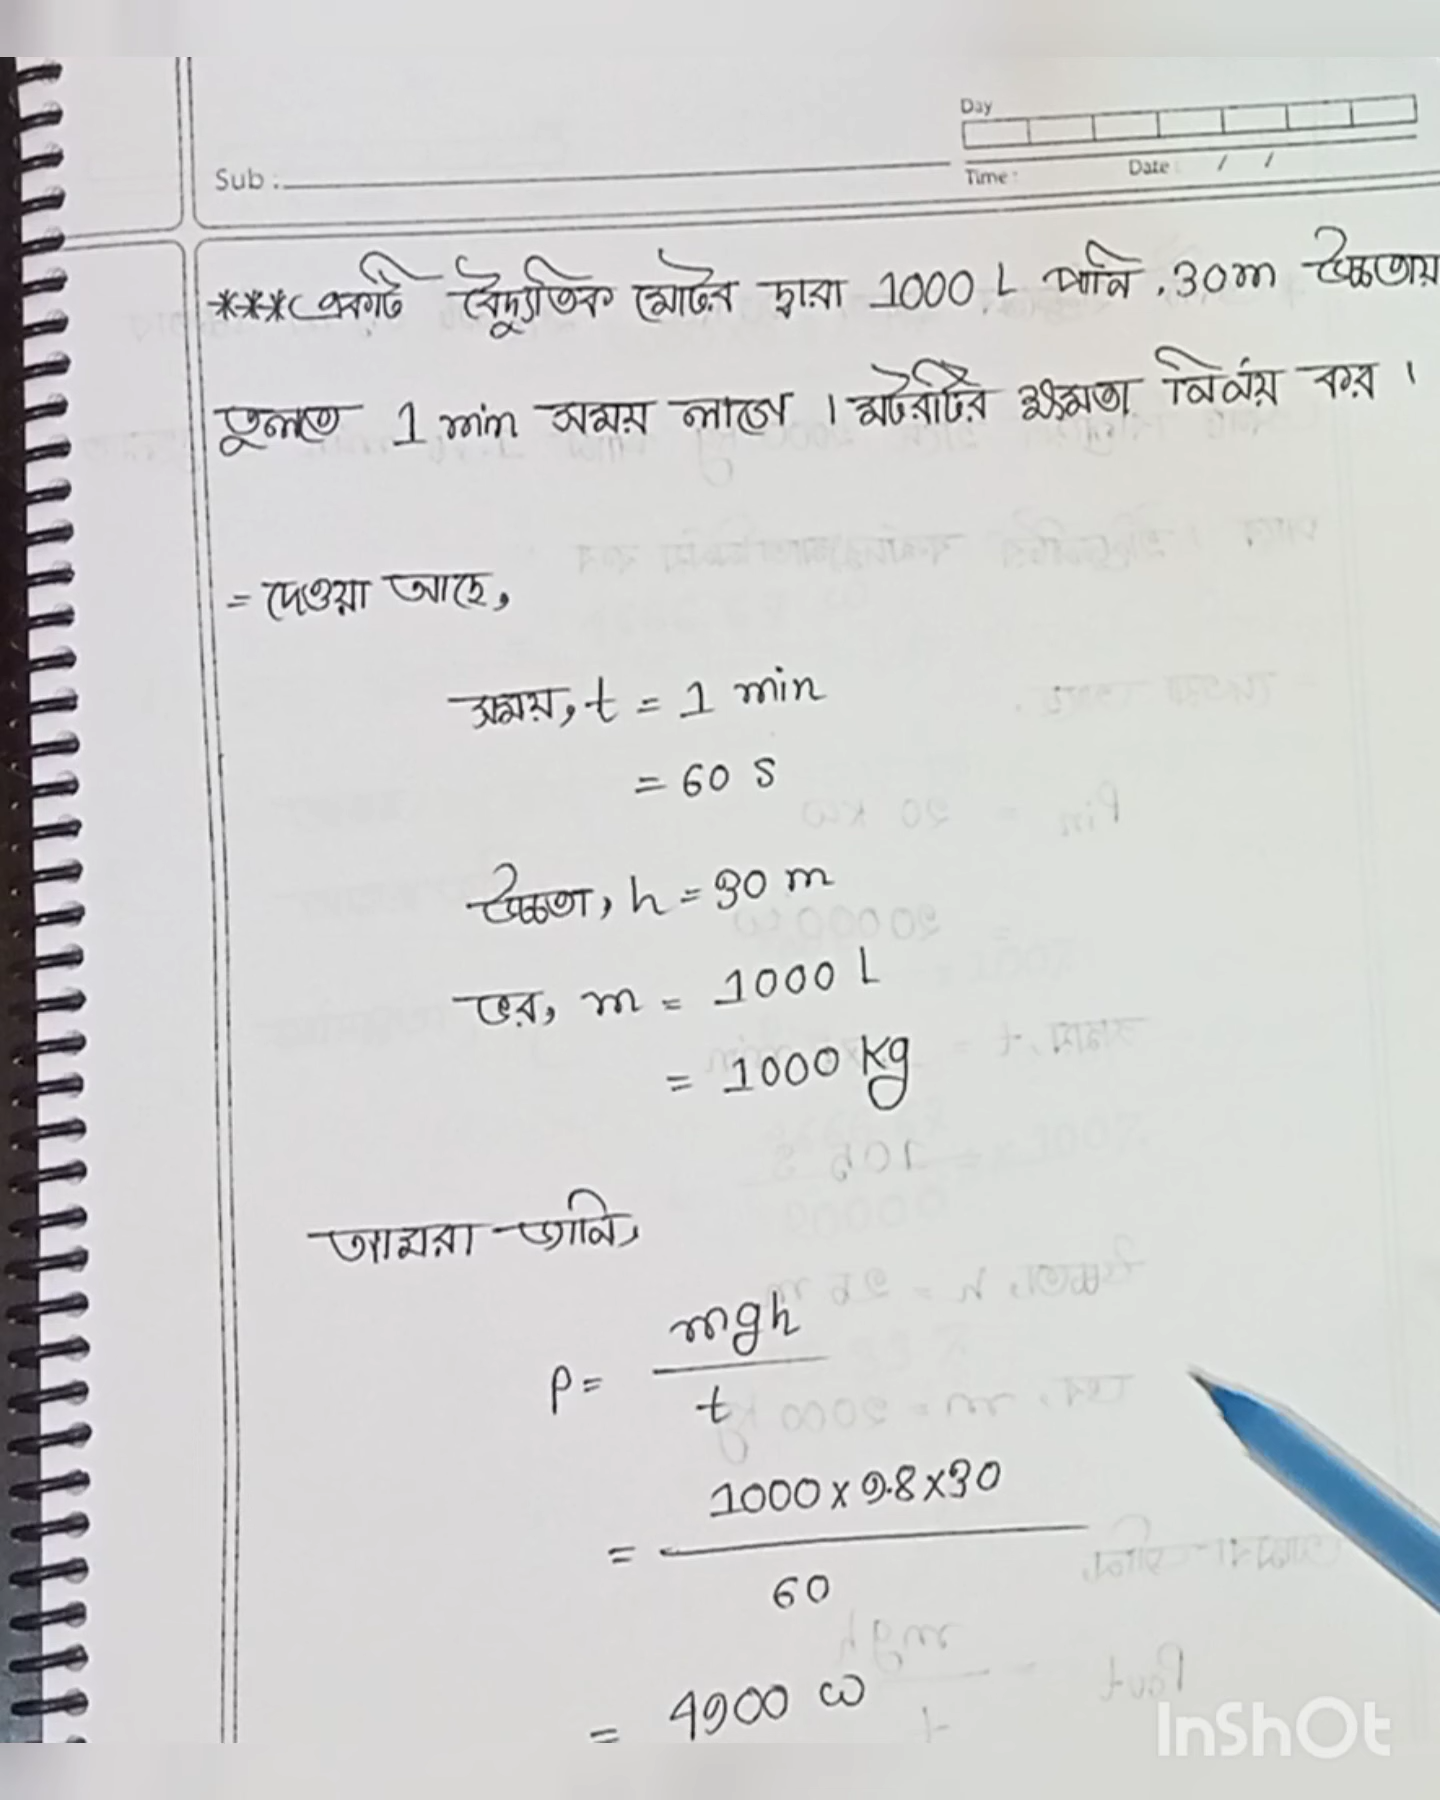 Day
Sub :
Time :
Date : / /
***একটি বৈদ্যুতিক মোটর দ্বারা 1000 L পানি 30m উচ্চতায়
তুলতে 1 min সময় লাগে । মটরটির ক্ষমতা নির্নয় কর ।
= দেওয়া আছে,
সময়, t = 1 min
= 60 s
উচ্চতা, h = 30 m
ভর, m = 1000 L
= 1000 kg
আমরা জানি,
P = mgh
t
= 1000 x 9.8 x 30
60
= 4900 w
InShOt